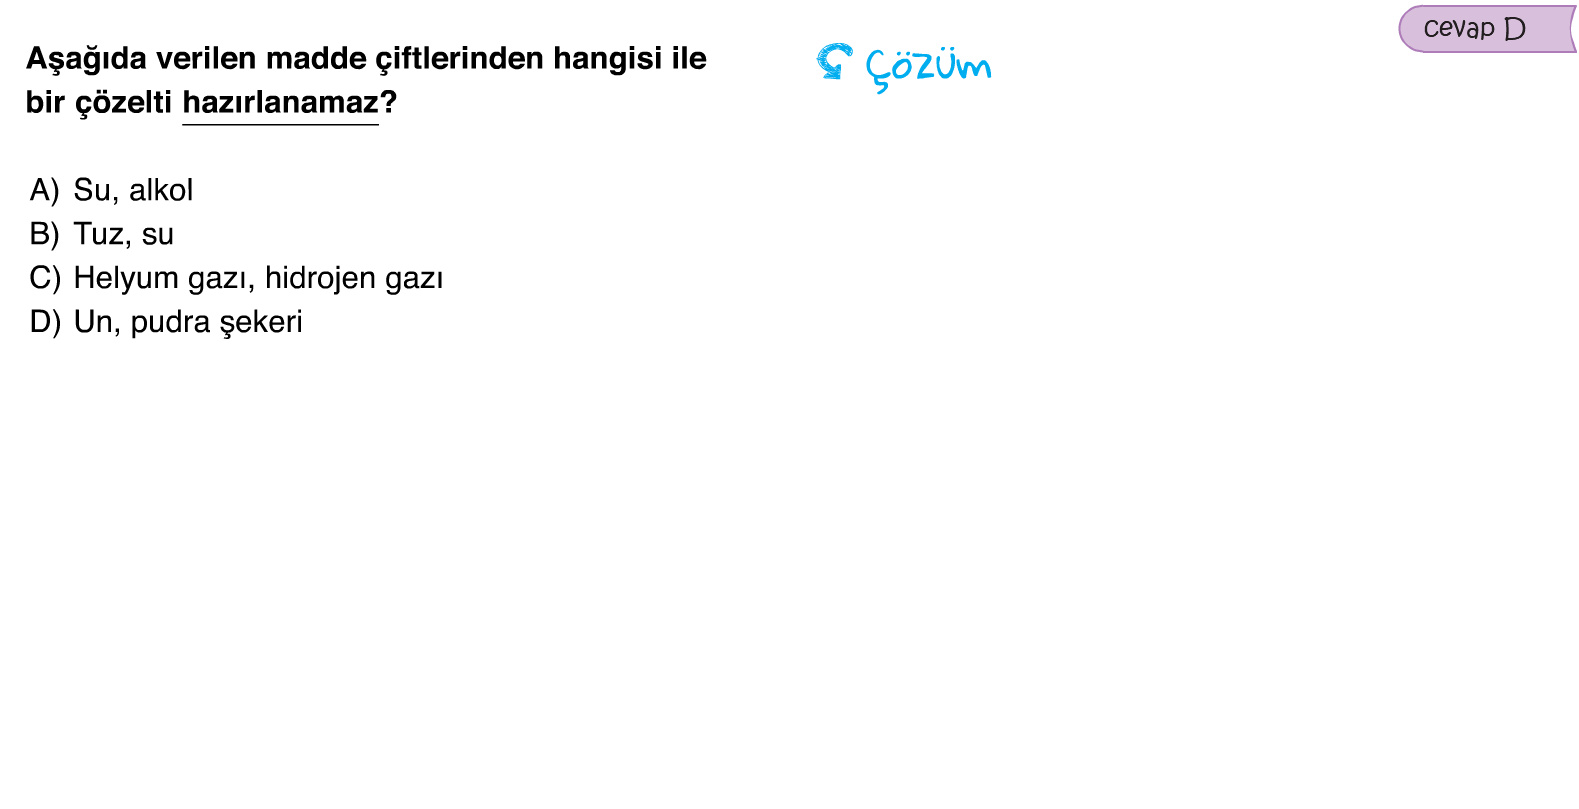 Aşağıda verilen madde çiftlerinden hangisi ile
bir çözelti hazırlanamaz?
A) Su, alkol
B) Tuz, su
C) Helyum gazı, hidrojen gazı
D) Un, pudra şekeri
Çözüm
cevap D